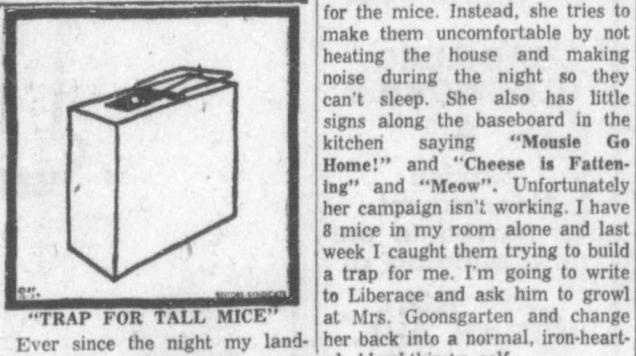 "TRAP FOR TALL MICE"
Ever since the night my land-
for the mice. Instead, she tries to
make them uncomfortable by not
heating the house and making
noise during the night so they
can't sleep. She also has little
signs along the baseboard in the
kitchen saying "Mousie Go
Home!" and "Cheese is Fatten-
ing" and "Meow". Unfortunately
her campaign isn't working. I have
8 mice in my room alone and last
week I caught them trying to build
a trap for me. I'm going to write
to Liberace and ask him to growl
at Mrs. Goonsgarten and change
her back into a normal, iron-heart-